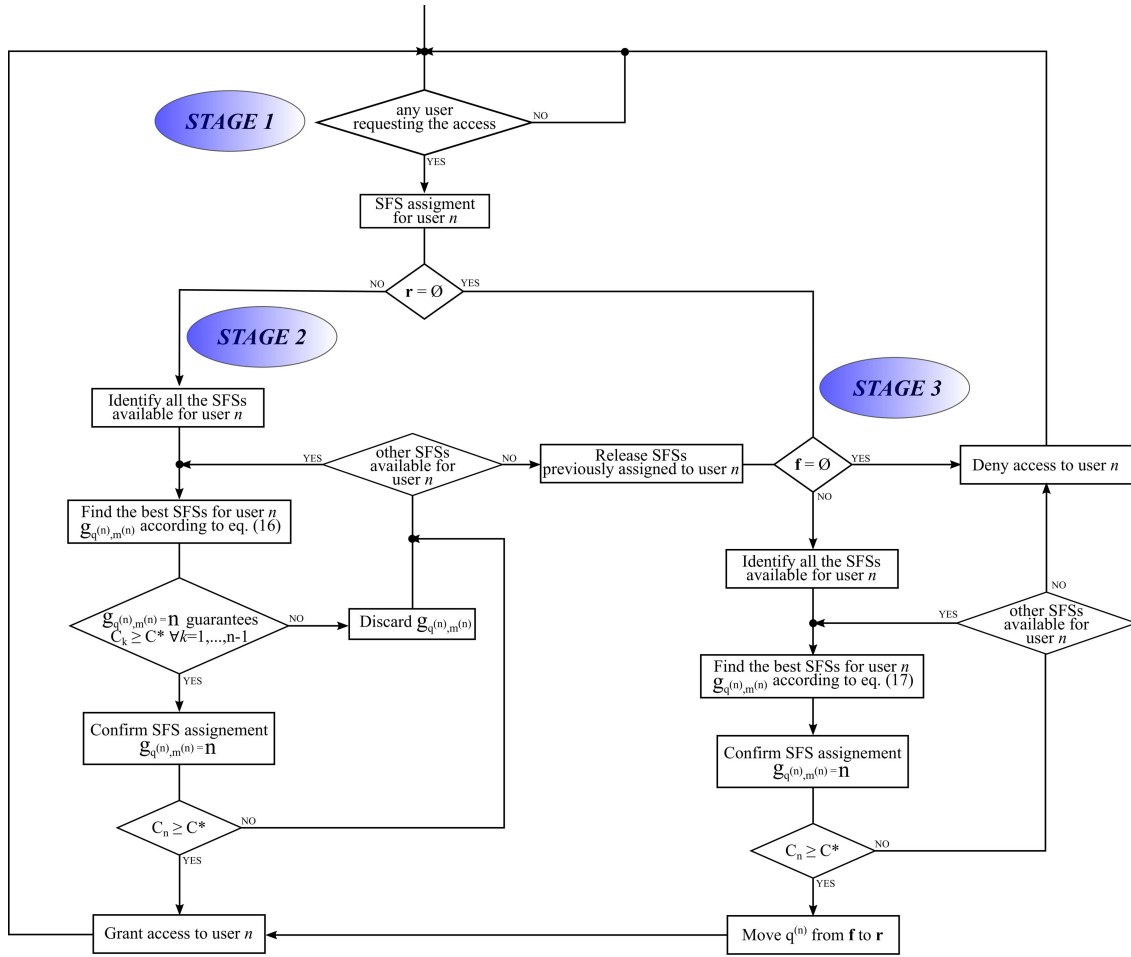 any user
requesting the access
NO
STAGE 1
YES
SFS assigment
for user n
NO
YES
r = Ø
STAGE 2
STAGE 3
Identify all the SFSs
available for user n
YES
other SFSs
available for
user n
NO
Release SFSs
previously assigned to user n
f = Ø
YES
Deny access to user n
NO
Find the best SFSs for user n
g_q(n),m(n) according to eq. (16)
Identify all the SFSs
available for user n
NO
g_q(n),m(n) = n guarantees
C_k ≥ C* ∀k=1,...,n-1
NO
Discard g_q(n),m(n)
YES
other SFSs
available for
user n
YES
Find the best SFSs for user n
g_q(n),m(n) according to eq. (17)
Confirm SFS assignement
g_q(n),m(n) = n
Confirm SFS assignement
g_q(n),m(n) = n
C_n ≥ C*
NO
YES
C_n ≥ C*
NO
YES
Grant access to user n
Move q(n) from f to r